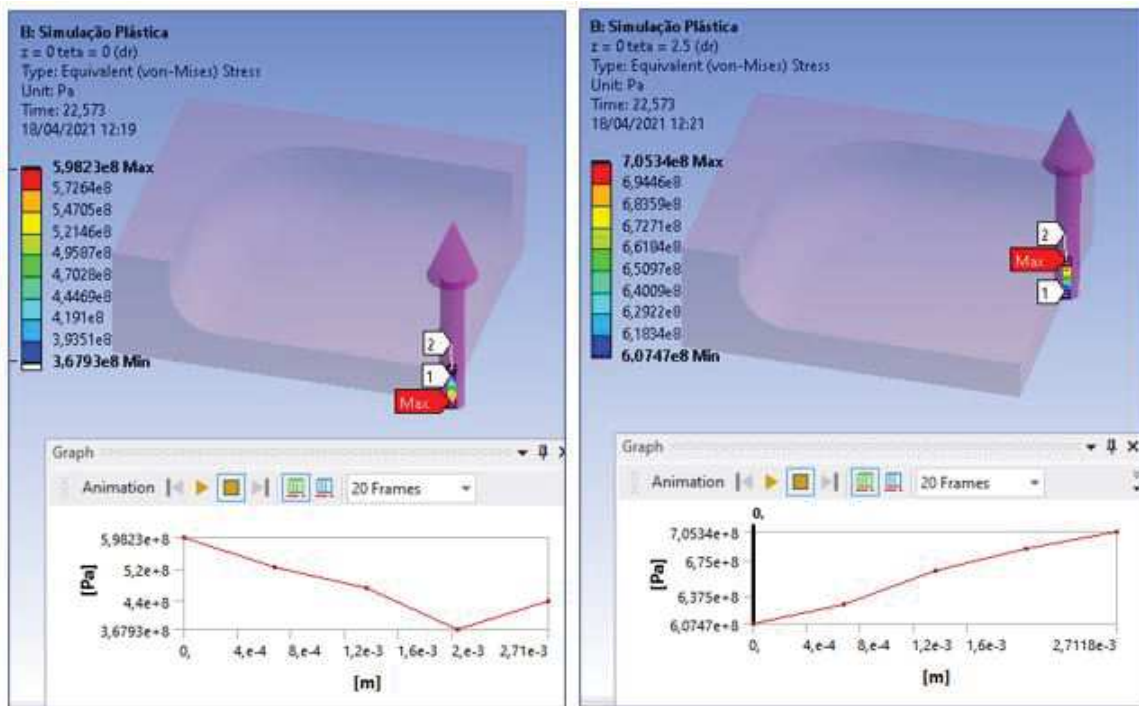 B: Simulação Plástica
z = 0 teta = 0 (dr)
Type: Equivalent (von-Mises) Stress
Unit: Pa
Time: 22,573
18/04/2021 12:19
5,9823e8 Max
5,7264e8
5,4705e8
5,2146e8
4,9587e8
4,7028e8
4,4469e8
4,191e8
3,9351e8
3,6793e8 Min
2
1
Max
Graph
Animation
20 Frames
5,9823e+8
5,2e+8
4,4e+8
3,6793e+8
[Pa]
0, 4,e-4 8,e-4 1,2e-3 1,6e-3 2,e-3 2,71e-3
[m]
B: Simulação Plástica
z = 0 teta = 2.5 (dr)
Type: Equivalent (von-Mises) Stress
Unit: Pa
Time: 22,573
18/04/2021 12:21
7,0534e8 Max
6,9446e8
6,8359e8
6,7271e8
6,6184e8
6,5097e8
6,4009e8
6,2922e8
6,1834e8
6,0747e8 Min
2
Max
1
Graph
Animation
20 Frames
0,
7,0534e+8
6,75e+8
6,375e+8
6,0747e+8
[Pa]
0, 4,e-4 8,e-4 1,2e-3 1,6e-3 2,7118e-3
[m]